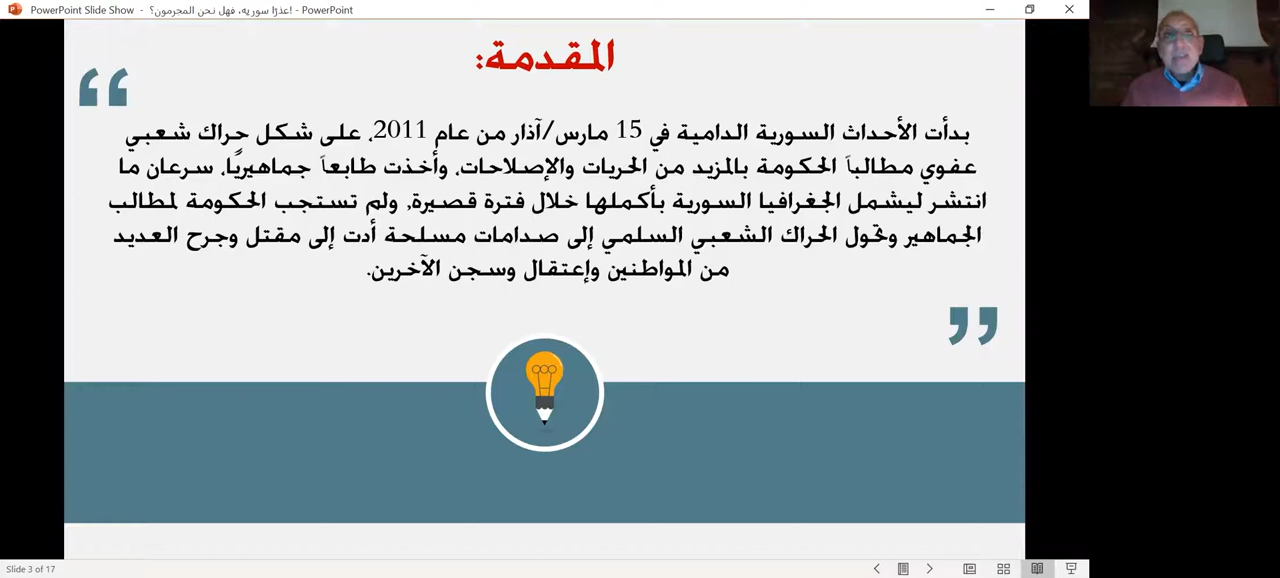 PowerPoint Slide Show - عذرًا سوريه، فهل نحن المجرمون؟! - PowerPoint
المقدمة:
بدأت الأحداث السورية الدامية في 15 مارس/آذار من عام 2011، على شكل حراك شعبي
عفوي مطالباً الحكومة بالمزيد من الحريات والإصلاحات، وأخذت طابعاً جماهيريًا، سرعان ما
انتشر ليشمل الجغرافيا السورية بأكملها خلال فترة قصيرة, ولم تستجب الحكومة لمطالب
الجماهير وتحول الحراك الشعبي السلمي إلى صدامات مسلحة أدت إلى مقتل وجرح العديد
من المواطنين وإعتقال وسجن الآخرين.
Slide 3 of 17